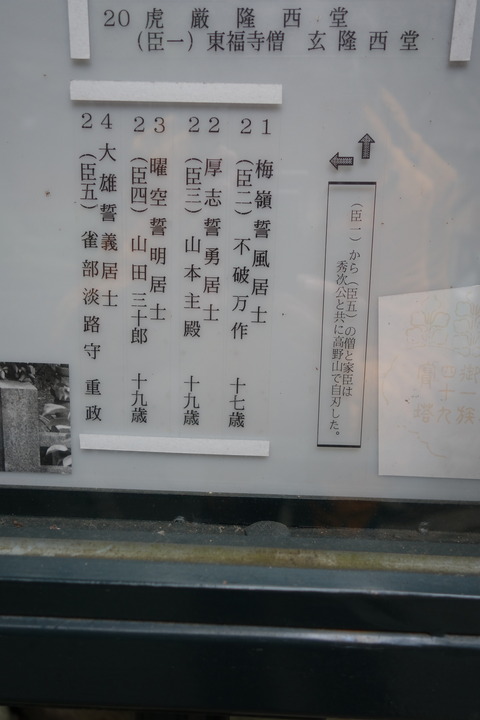 20 虎巌隆西堂
(臣一) 東福寺僧 玄隆西堂
(臣一)から(臣五)の僧と家臣は
秀次公と共に高野山で自刃した。
21 梅嶺誓風居士
(臣二) 不破万作 十七歳
22 厚志誓勇居士
(臣三) 山本主殿 十九歳
23 曜空誓明居士
(臣四) 山田三十郎 十九歳
24 大雄誓義居士
(臣五) 雀部淡路守 重政